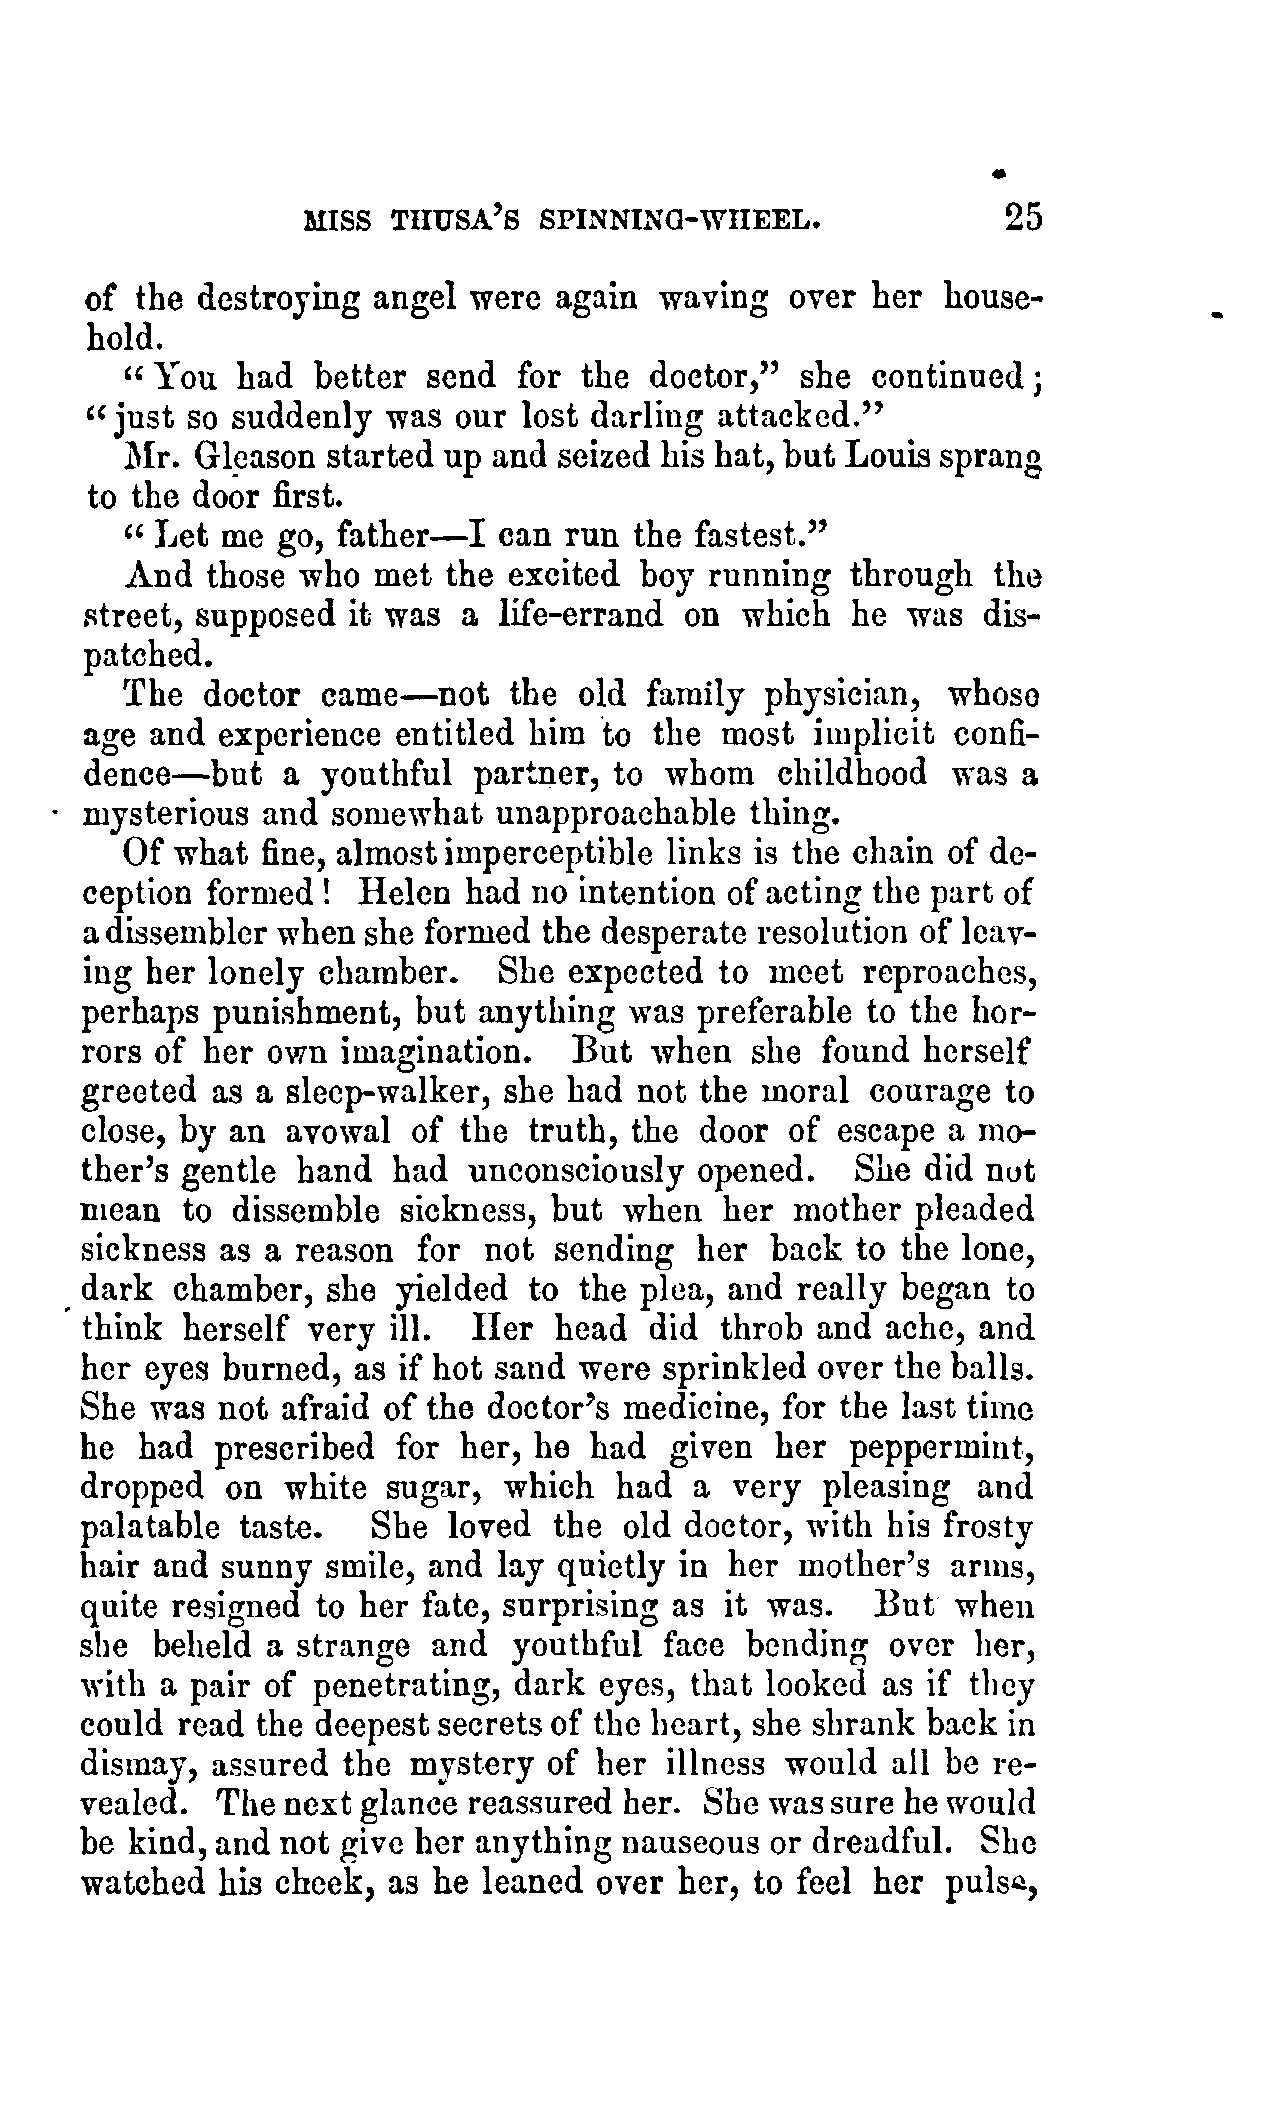 MISS THUSA'S SPINNING-WHEEL. 25
of the destroying angel were again waving over her house-
hold.
"You had better send for the doctor," she continued;
"just so suddenly was our lost darling attacked."
Mr. Gleason started up and seized his hat, but Louis sprang
to the door first.
"Let me go, father—I can run the fastest."
And those who met the excited boy running through the
street, supposed it was a life-errand on which he was dis-
patched.
The doctor came—not the old family physician, whose
age and experience entitled him to the most implicit confi-
dence—but a youthful partner, to whom childhood was a
mysterious and somewhat unapproachable thing.
Of what fine, almost imperceptible links is the chain of de-
ception formed! Helen had no intention of acting the part of
a dissembler when she formed the desperate resolution of leav-
ing her lonely chamber. She expected to meet reproaches,
perhaps punishment, but anything was preferable to the hor-
rors of her own imagination. But when she found herself
greeted as a sleep-walker, she had not the moral courage to
close, by an avowal of the truth, the door of escape a mo-
ther's gentle hand had unconsciously opened. She did not
mean to dissemble sickness, but when her mother pleaded
sickness as a reason for not sending her back to the lone,
dark chamber, she yielded to the plea, and really began to
think herself very ill. Her head did throb and ache, and
her eyes burned, as if hot sand were sprinkled over the balls.
She was not afraid of the doctor's medicine, for the last time
he had prescribed for her, he had given her peppermint,
dropped on white sugar, which had a very pleasing and
palatable taste. She loved the old doctor, with his frosty
hair and sunny smile, and lay quietly in her mother's arms,
quite resigned to her fate, surprising as it was. But when
she beheld a strange and youthful face bending over her,
with a pair of penetrating, dark eyes, that looked as if they
could read the deepest secrets of the heart, she shrank back in
dismay, assured the mystery of her illness would all be re-
vealed. The next glance reassured her. She was sure he would
be kind, and not give her anything nauseous or dreadful. She
watched his cheek, as he leaned over her, to feel her pulse,